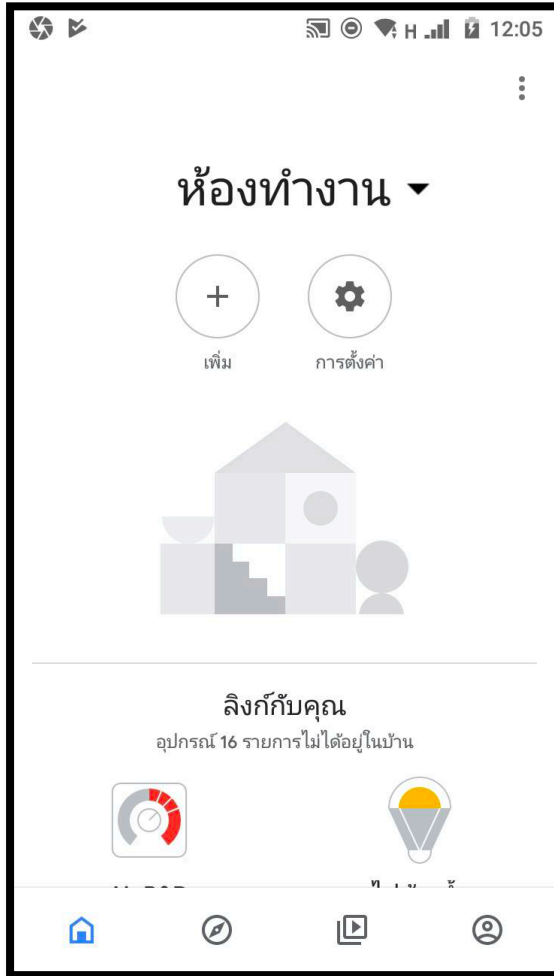 H 12:05
ห้องทำงาน
เพิ่ม การตั้งค่า
ลิงก์กับคุณ
อุปกรณ์ 16 รายการไม่ได้อยู่ในบ้าน